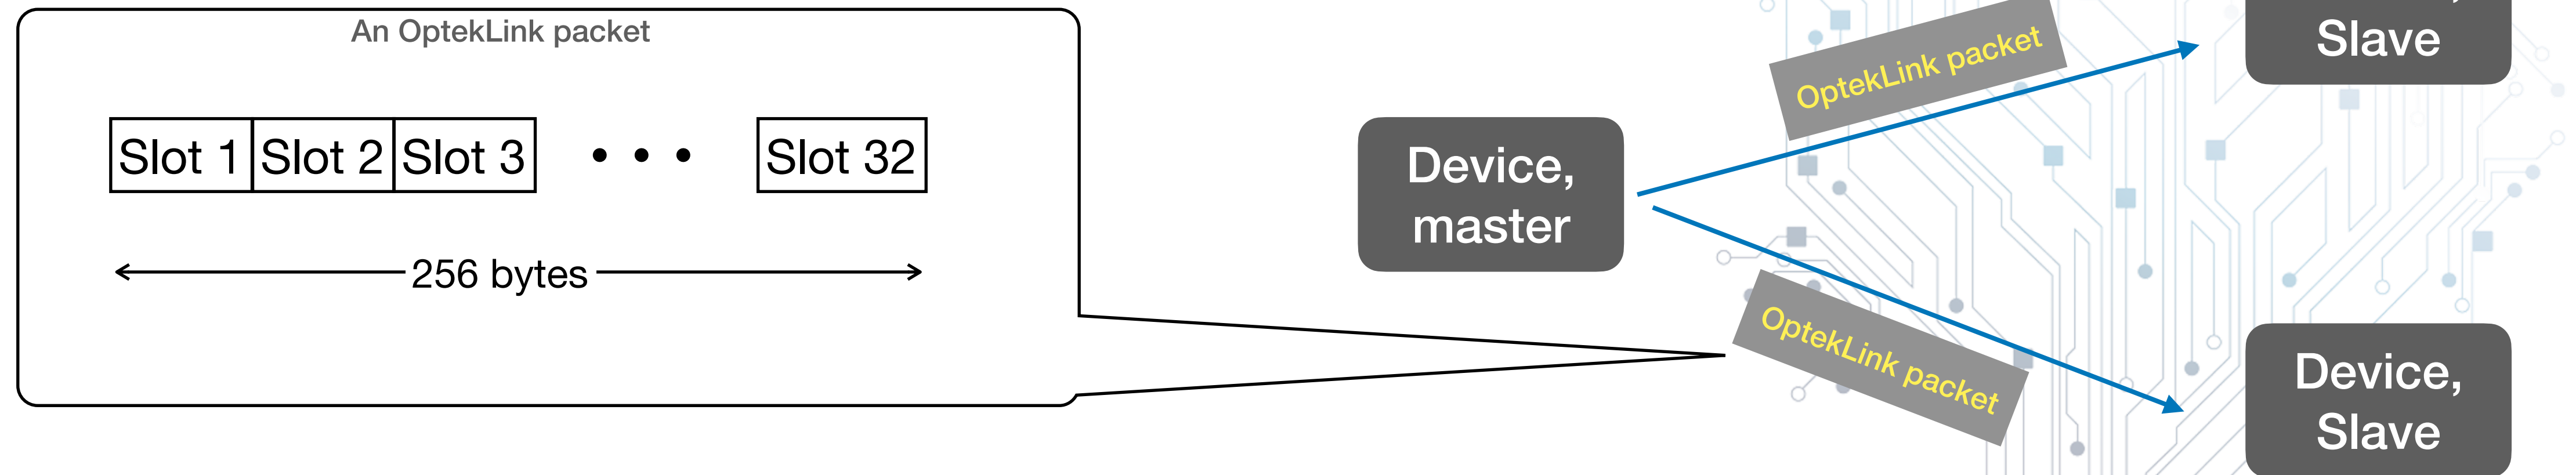 An OptekLink packet
Slot 1 Slot 2 Slot 3 • • • Slot 32
256 bytes
Device,
master
OptekLink packet
OptekLink packet
Slave
Device,
Slave